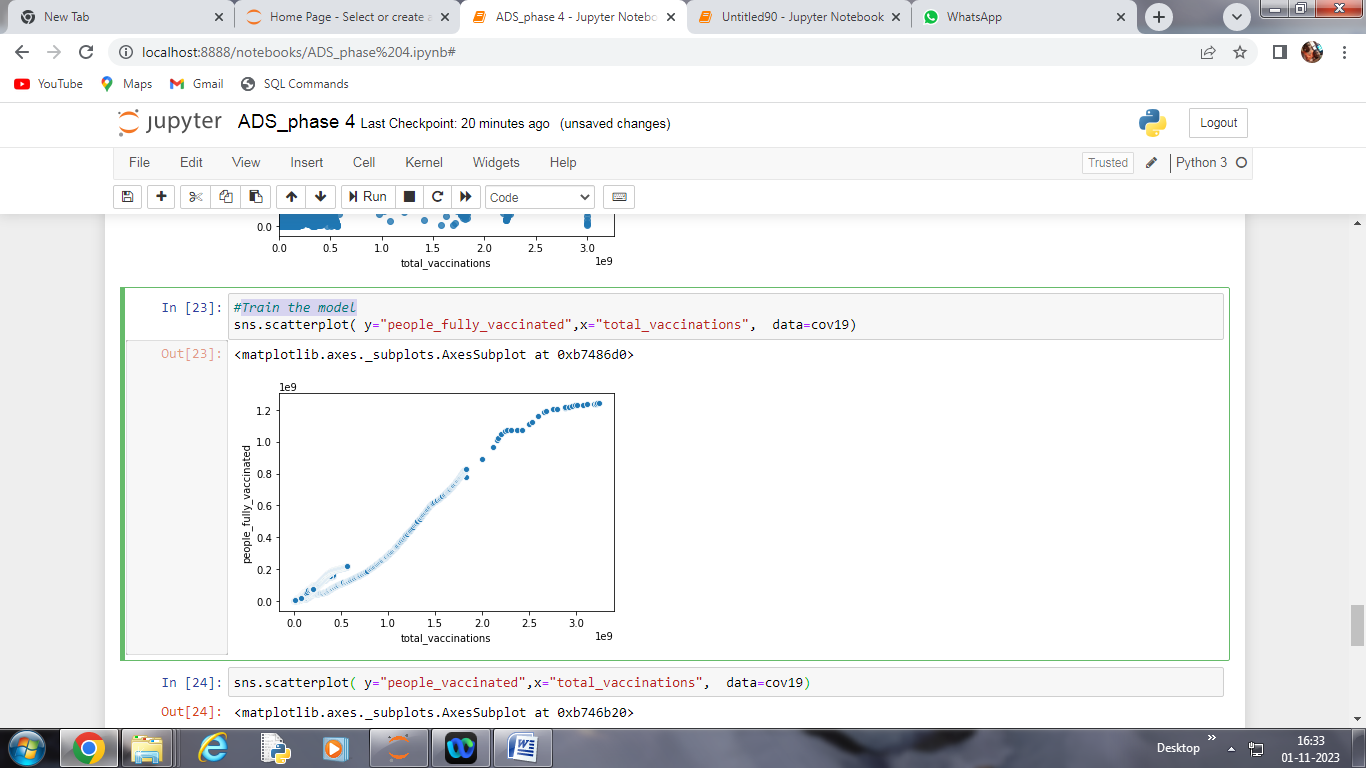 New Tab
Home Page - Select or create a
ADS_phase 4 - Jupyter Notebo
Untitled90 - Jupyter Notebook
WhatsApp
localhost:8888/notebooks/ADS_phase%204.ipynb#
YouTube
Maps
Gmail
SQL Commands
jupyter ADS_phase 4 Last Checkpoint: 20 minutes ago (unsaved changes)
Logout
File Edit View Insert Cell Kernel Widgets Help
Trusted
Python 3
Run
Code
0.0
0.0 0.5 1.0 1.5 2.0 2.5 3.0
total_vaccinations
1e9
In [23]:
#Train the model
sns.scatterplot( y="people_fully_vaccinated",x="total_vaccinations",  data=cov19)
Out[23]:
<matplotlib.axes._subplots.AxesSubplot at 0xb7486d0>
1e9
1.2
1.0
0.8
0.6
0.4
0.2
0.0
people_fully_vaccinated
0.0 0.5 1.0 1.5 2.0 2.5 3.0
total_vaccinations
1e9
In [24]:
sns.scatterplot( y="people_vaccinated",x="total_vaccinations",  data=cov19)
Out[24]:
<matplotlib.axes._subplots.AxesSubplot at 0xb746b20>
Desktop
16:33
01-11-2023